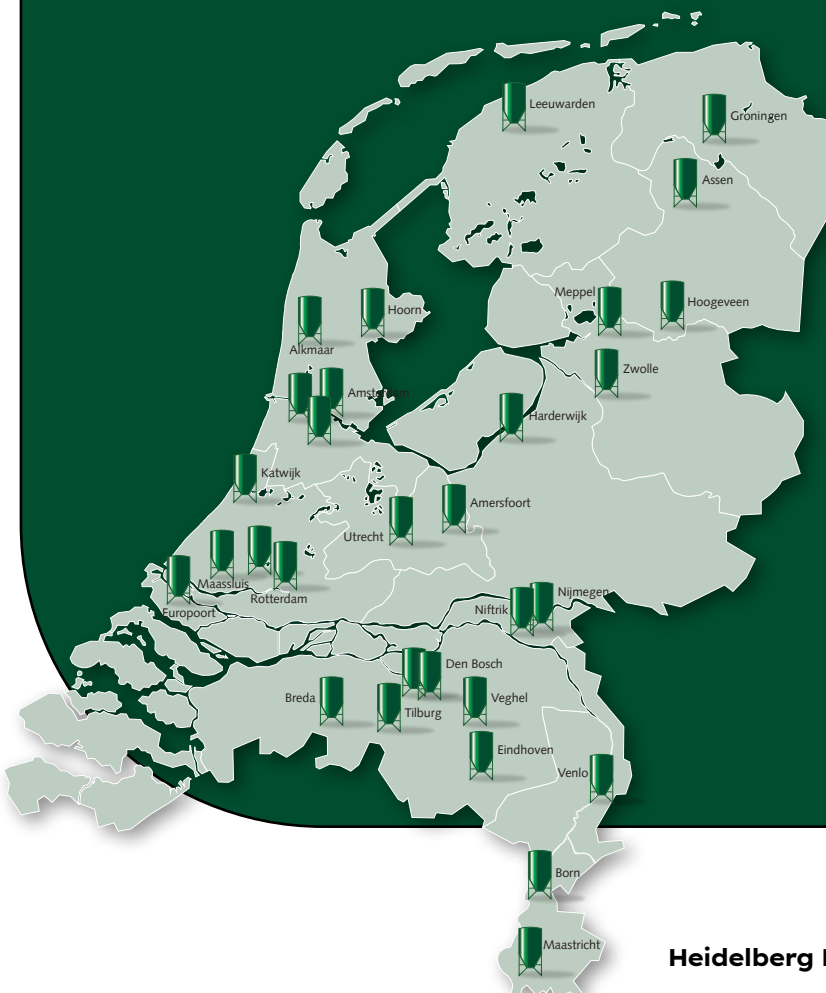 Leeuwarden
Groningen
Assen
Meppel
Hoogeveen
Hoorn
Alkmaar
Zwolle
Amsterdam
Harderwijk
Katwijk
Amersfoort
Utrecht
Maassluis
Rotterdam
Europoort
Nijmegen
Niftrik
Den Bosch
Breda
Veghel
Tilburg
Eindhoven
Venlo
Born
Maastricht
Heidelberg